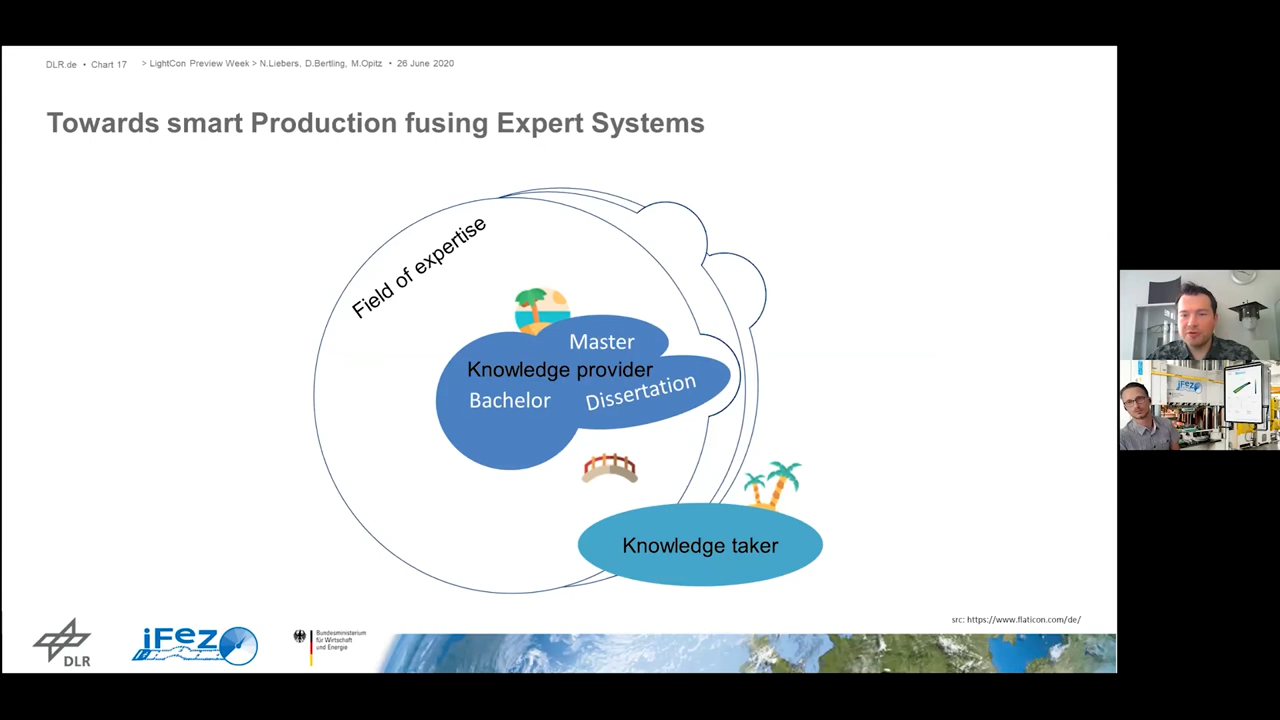 DLR.de • Chart 17 > LightCon Preview Week > N.Liebers, D.Bertling, M.Opitz • 26 June 2020
Towards smart Production fusing Expert Systems
Field of expertise
Master
Knowledge provider
Bachelor
Dissertation
Knowledge taker
src: https://www.flaticon.com/de/
DLR
iFez
Bundesministerium
für Wirtschaft
und Energie
iFez